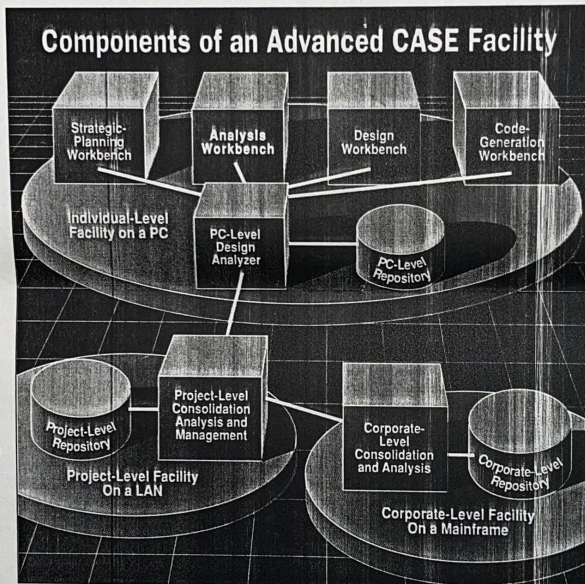 Components of an Advanced CASE Facility
Strategic-
Planning
Workbench
Analysis
Workbench
Design
Workbench
Code-
Generation
Workbench
Individual-Level
Facility on a PC
PC-Level
Design
Analyzer
PC-Level
Repository
Project-Level
Repository
Project-Level
Consolidation
Analysis and
Management
Project-Level Facility
On a LAN
Corporate-
Level
Consolidation
and Analysis
Corporate-Level
Repository
Corporate-Level Facility
On a Mainframe